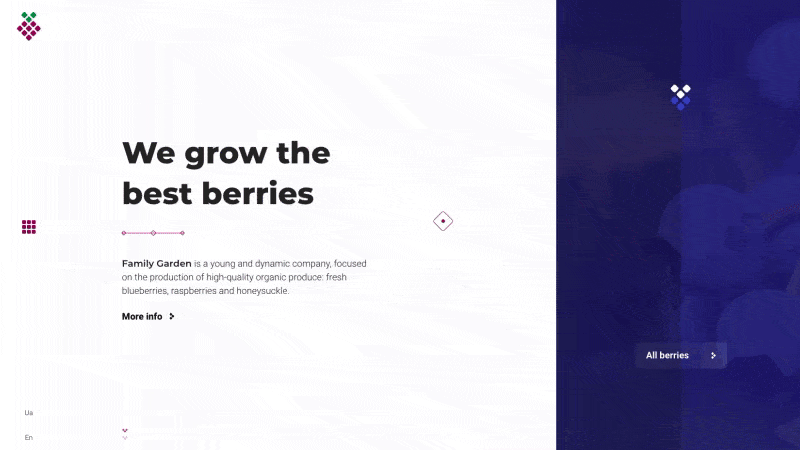 We grow the
best berries
Family Garden is a young and dynamic company, focused
on the production of high-quality organic produce: fresh
blueberries, raspberries and honeysuckle.
More info
All berries
Ua
En